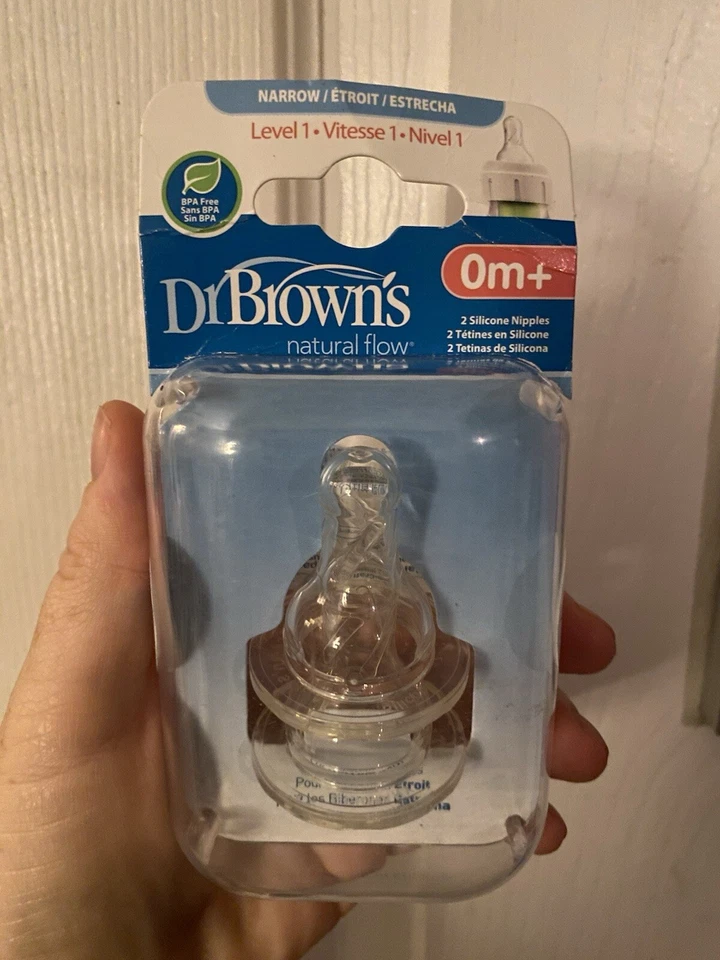 NARROW / ÉTROIT / ESTRECHA
Level 1 • Vitesse 1 • Nivel 1
BPA Free
Sans BPA
Sin BPA
0m+
Dr Brown's
natural flow®
2 Silicone Nipples
2 Tétines en Silicone
2 Tetinas de Silicona
Étroit